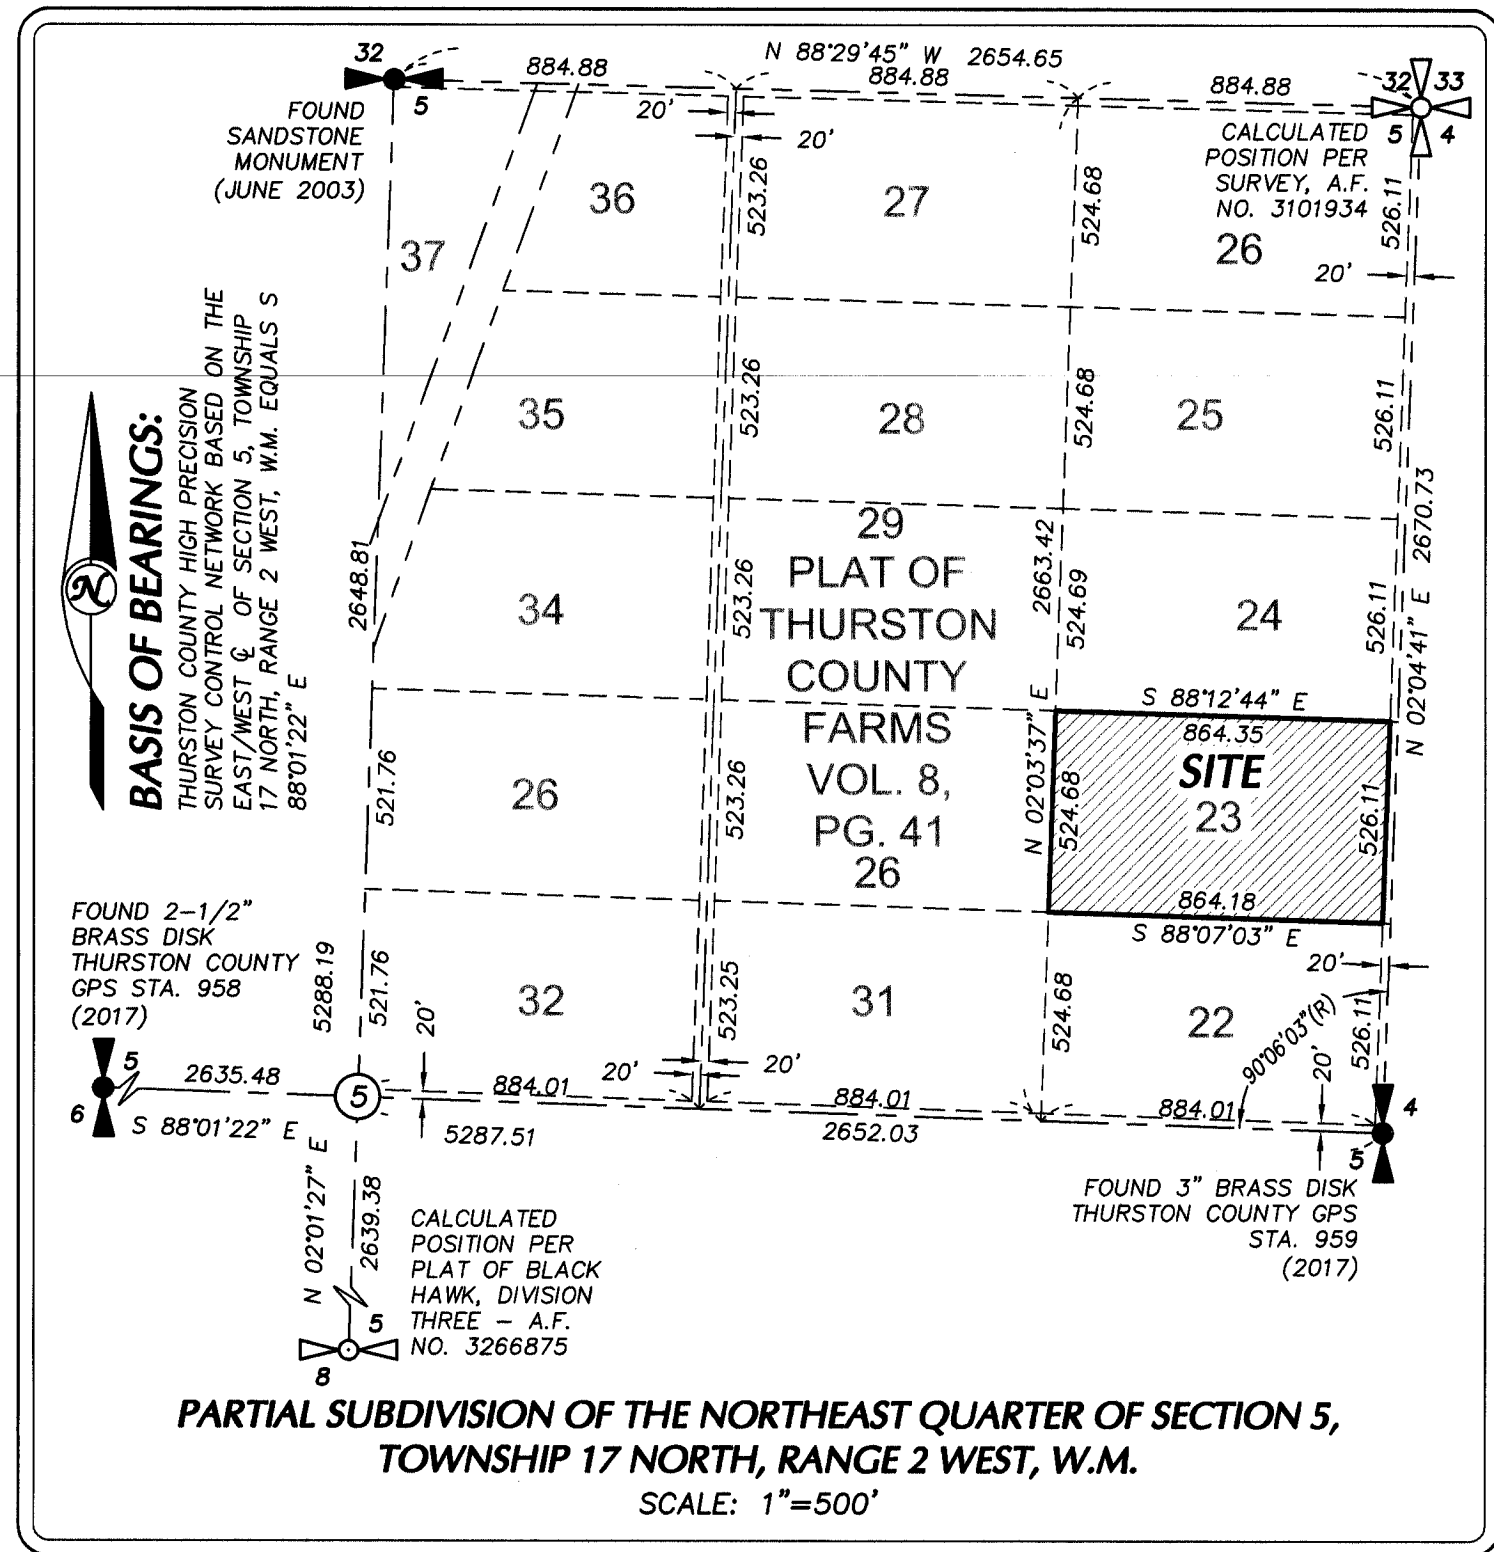 32
5
FOUND
SANDSTONE
MONUMENT
(JUNE 2003)
N 88°29'45" W 2654.65
884.88
884.88
884.88
20'
20'
32
33
5
4
CALCULATED
POSITION PER
SURVEY, A.F.
NO. 3101934
37
36
523.26
27
524.68
26
526.11
20'
BASIS OF BEARINGS:
THURSTON COUNTY HIGH PRECISION
SURVEY CONTROL NETWORK BASED ON THE
EAST/WEST ℄ OF SECTION 5, TOWNSHIP
17 NORTH, RANGE 2 WEST, W.M. EQUALS S
88°01'22" E
N
35
523.26
28
524.68
25
526.11
2648.81
34
523.26
29
PLAT OF
THURSTON
COUNTY
FARMS
VOL. 8,
PG. 41
26
2663.42
524.69
24
526.11
2670.73
N 02°04'41" E
521.76
26
523.26
N 02°03'37" E
S 88°12'44" E
864.35
SITE
23
524.68
526.11
864.18
S 88°07'03" E
FOUND 2-1/2"
BRASS DISK
THURSTON COUNTY
GPS STA. 958
(2017)
5288.19
521.76
20'
32
523.25
31
524.68
22
20'
526.11
90°06'03"(R)
20'
5
6
2635.48
S 88°01'22" E
5
884.01
20'
20'
884.01
884.01
5287.51
2652.03
4
5
FOUND 3" BRASS DISK
THURSTON COUNTY GPS
STA. 959
(2017)
N 02°01'27" E
2639.38
CALCULATED
POSITION PER
PLAT OF BLACK
HAWK, DIVISION
THREE - A.F.
NO. 3266875
5
8
PARTIAL SUBDIVISION OF THE NORTHEAST QUARTER OF SECTION 5,
TOWNSHIP 17 NORTH, RANGE 2 WEST, W.M.
SCALE: 1"=500'